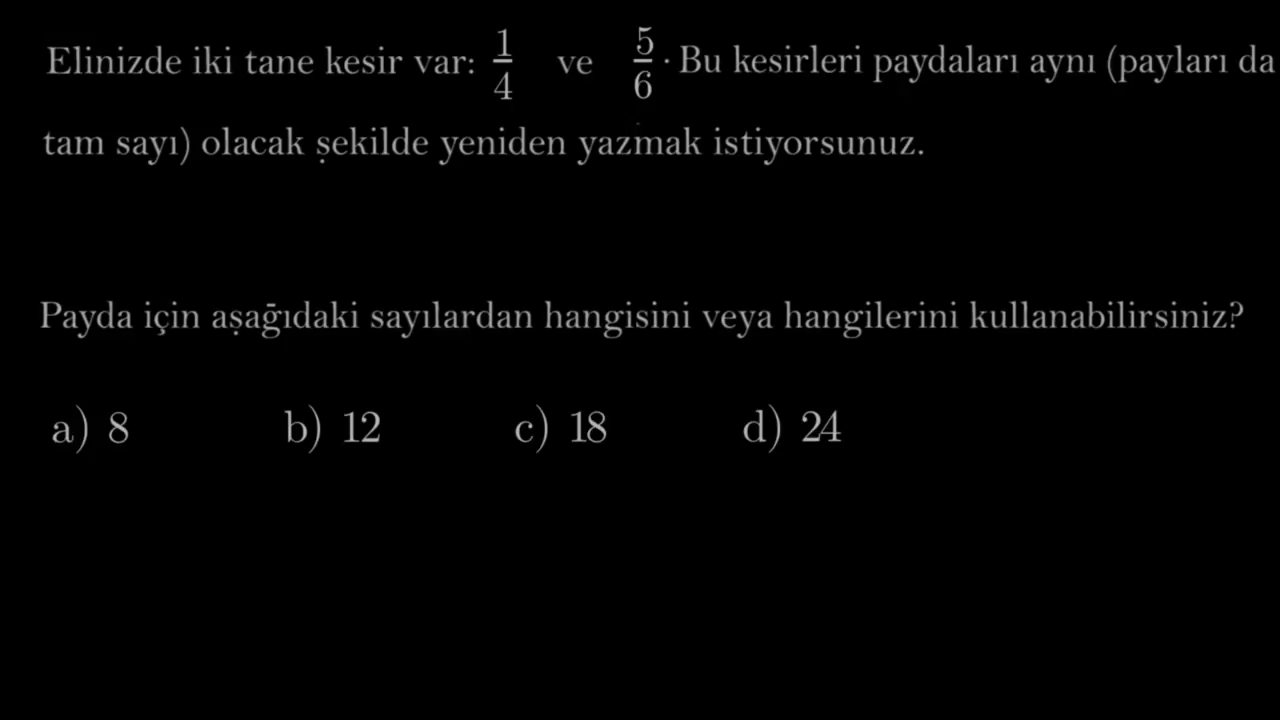 Elinizde iki tane kesir var: 1/4 ve 5/6. Bu kesirleri paydaları aynı (payları da
tam sayı) olacak şekilde yeniden yazmak istiyorsunuz.
Payda için aşağıdaki sayılardan hangisini veya hangilerini kullanabilirsiniz?
a) 8 b) 12 c) 18 d) 24